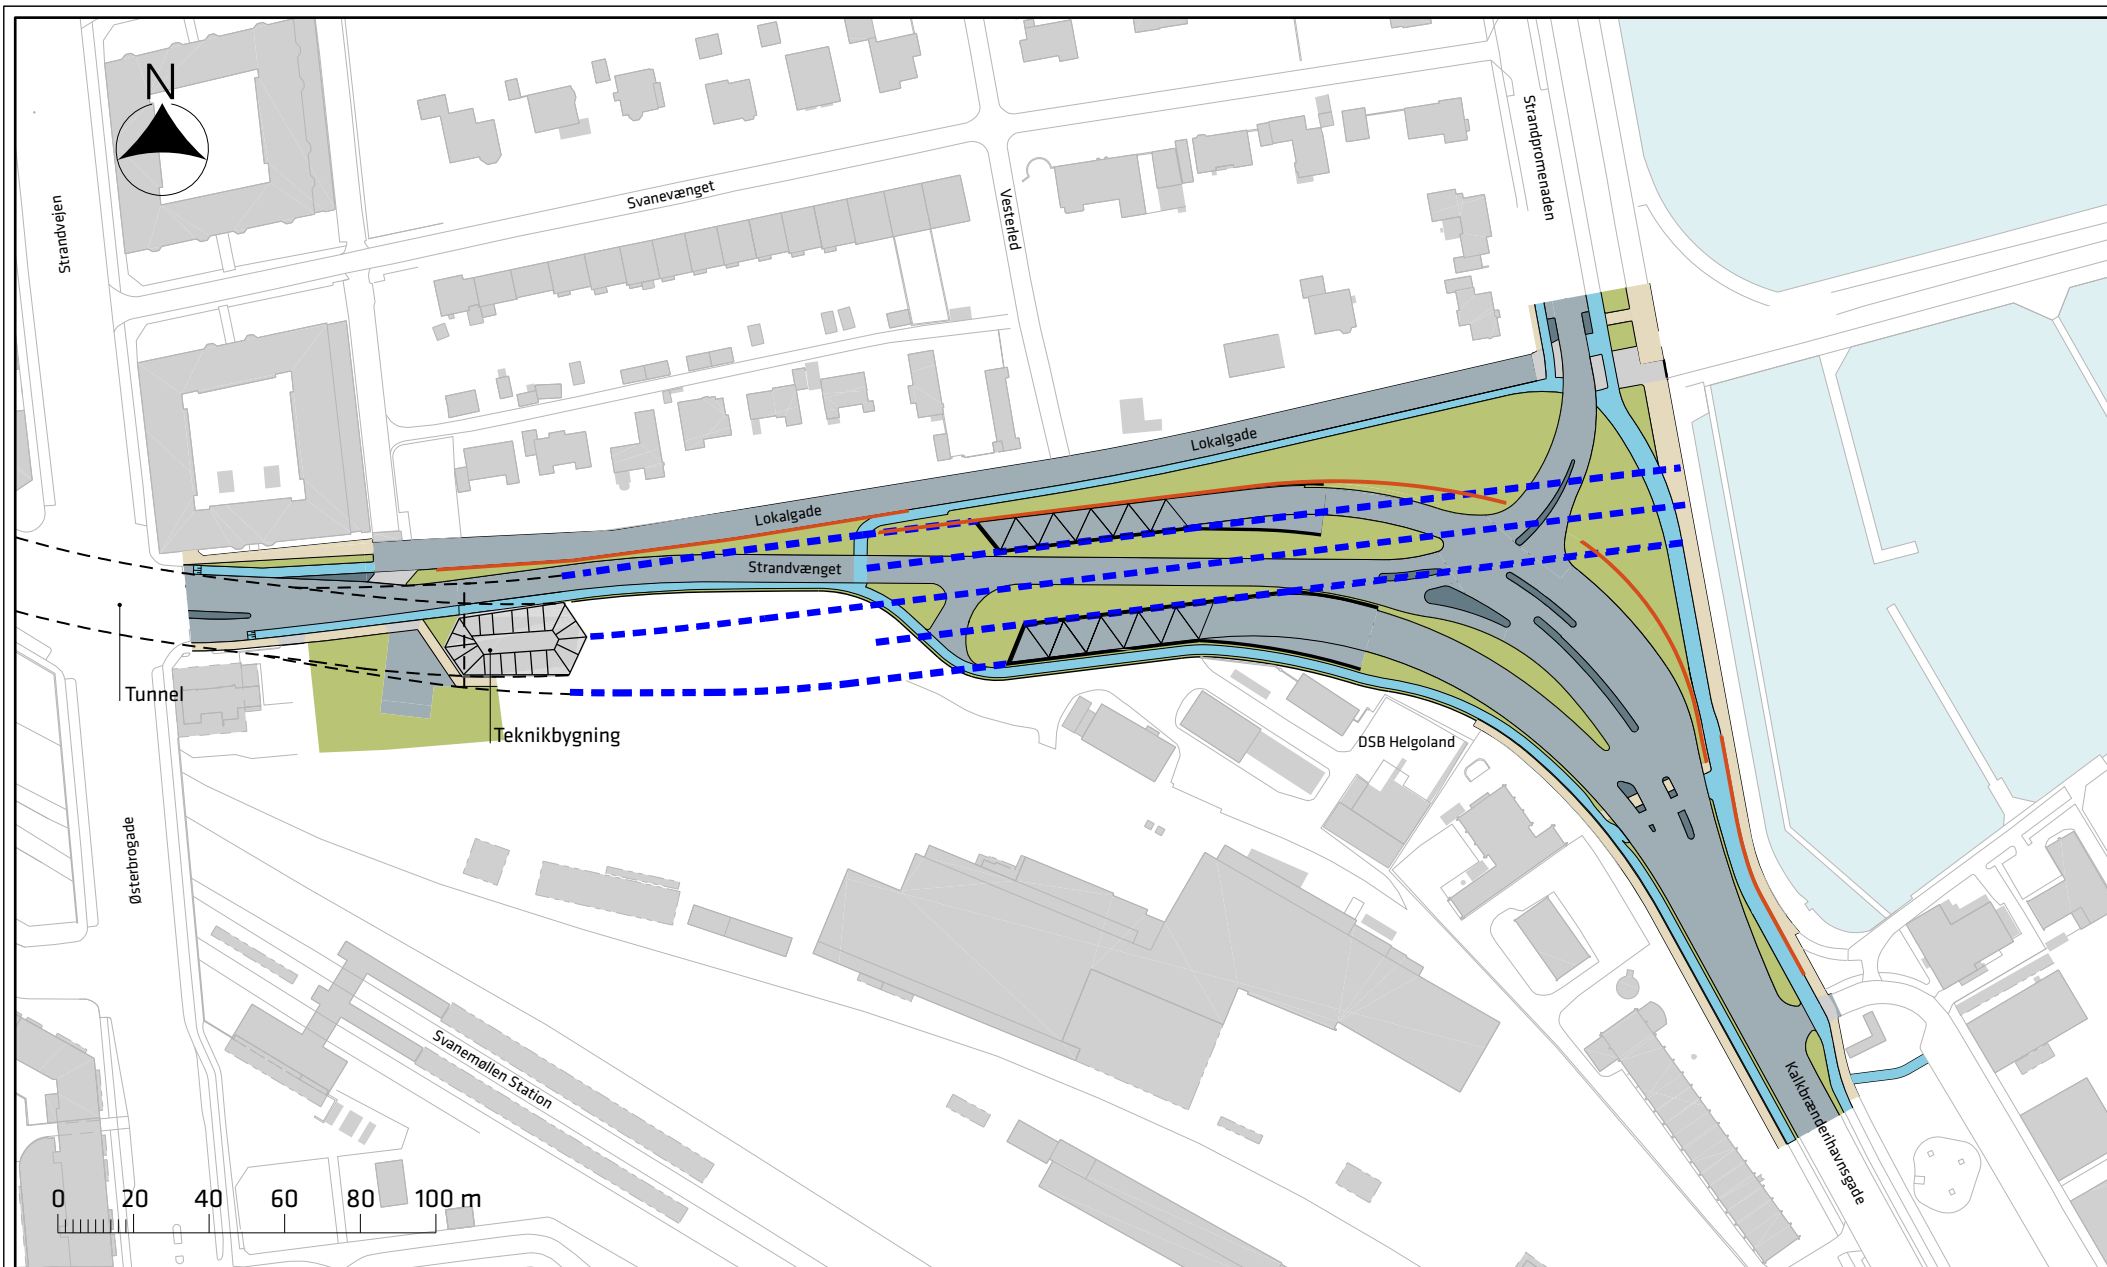 N
Strandvejen
Svanevænget
Vesterled
Strandpromenaden
Lokalgade
Lokalgade
Strandvænget
Tunnel
Teknikbygning
DSB Helgoland
Østerbrogade
Svanemøllen Station
Kalkbrænderihavnsgade
0 20 40 60 80 100 m